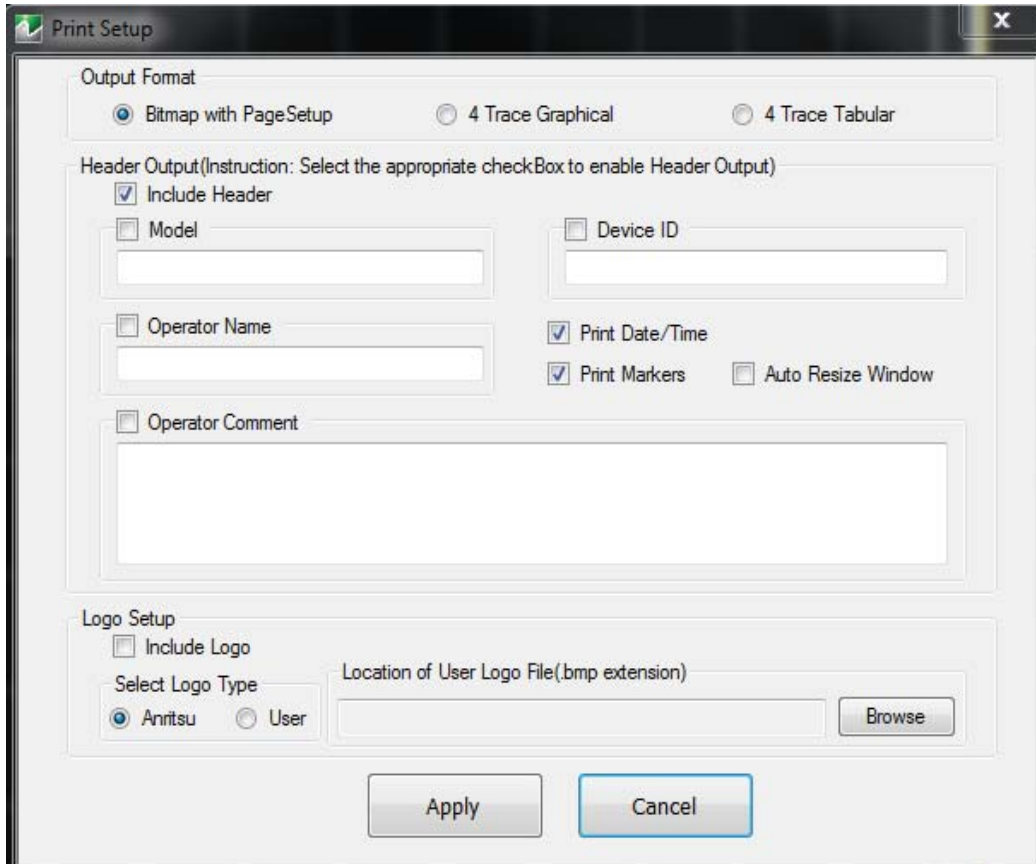 Print Setup
x
Output Format
Bitmap with PageSetup
4 Trace Graphical
4 Trace Tabular
Header Output(Instruction: Select the appropriate checkBox to enable Header Output)
Include Header
Model
Device ID
Operator Name
Print Date/Time
Print Markers
Auto Resize Window
Operator Comment
Logo Setup
Include Logo
Select Logo Type
Anritsu
User
Location of User Logo File(.bmp extension)
Browse
Apply
Cancel